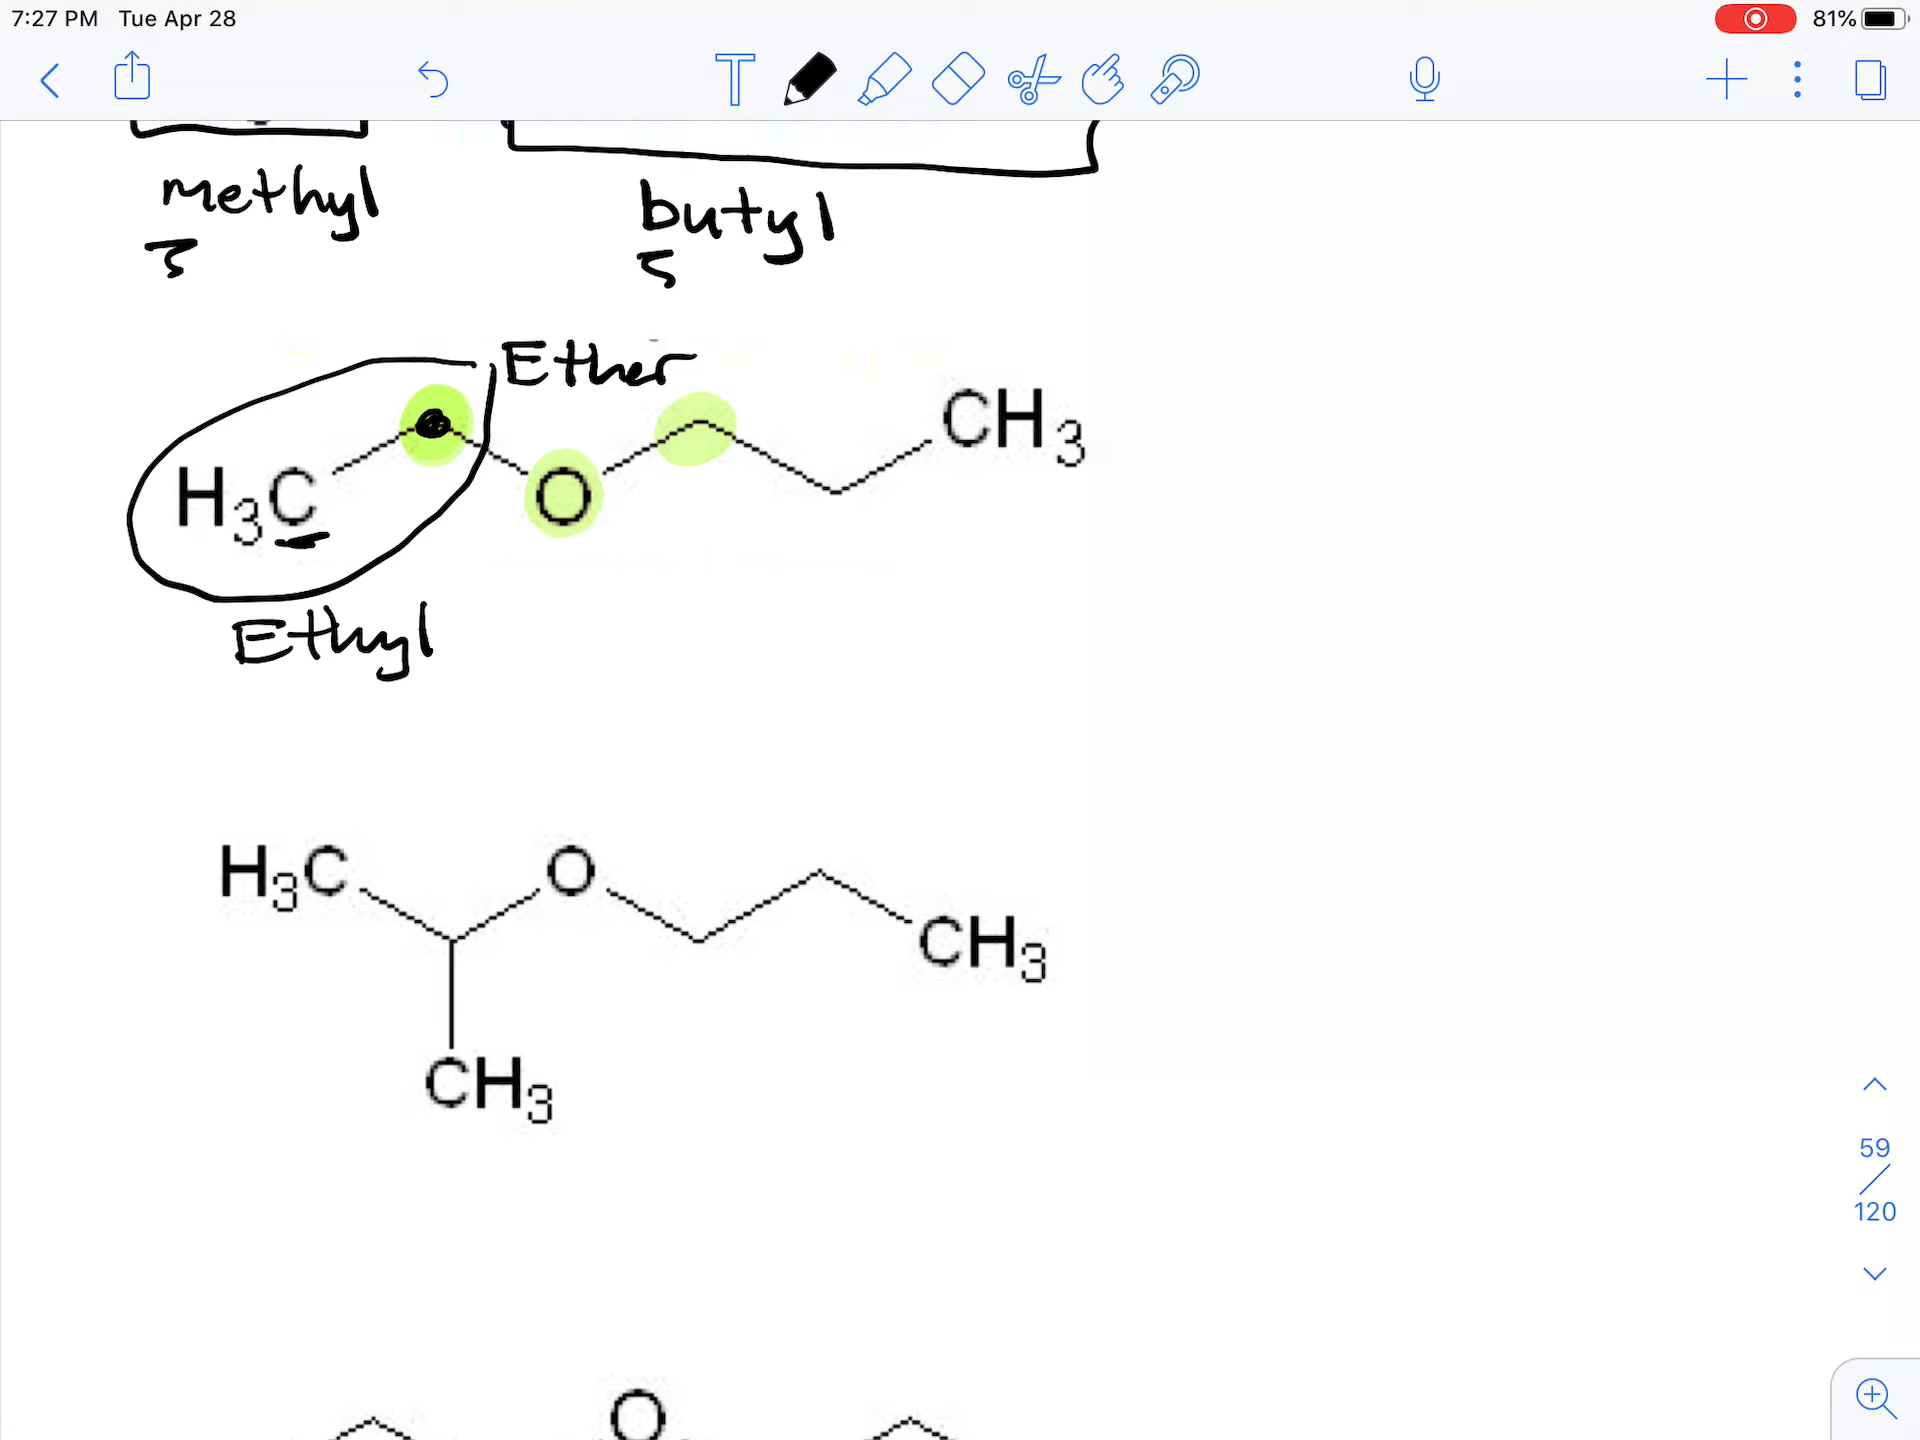 7:27 PM Tue Apr 28
81%
T
methyl
butyl
Ether
CH3
H3C
O
Ethyl
H3C
O
CH3
CH3
59
120
O